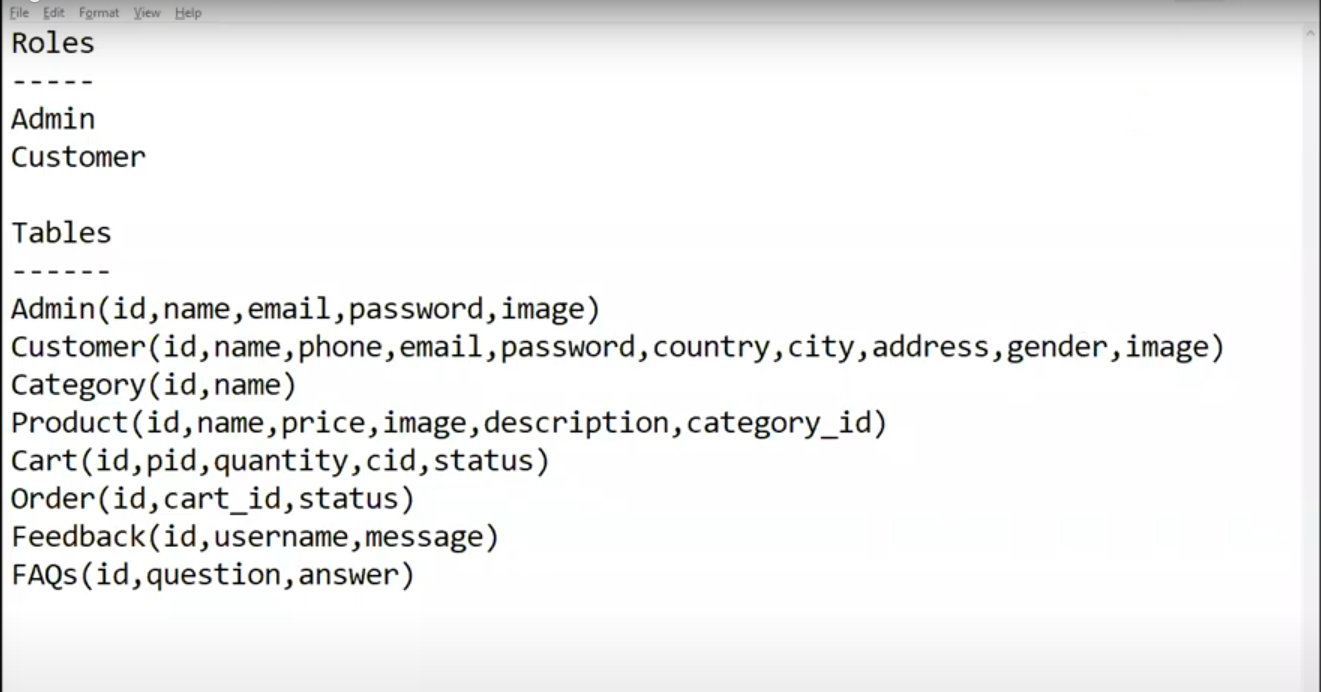 File Edit Format View Help
Roles
-----
Admin
Customer
Tables
------
Admin(id,name,email,password,image)
Customer(id,name,phone,email,password,country,city,address,gender,image)
Category(id,name)
Product(id,name,price,image,description,category_id)
Cart(id,pid,quantity,cid,status)
Order(id,cart_id,status)
Feedback(id,username,message)
FAQs(id,question,answer)